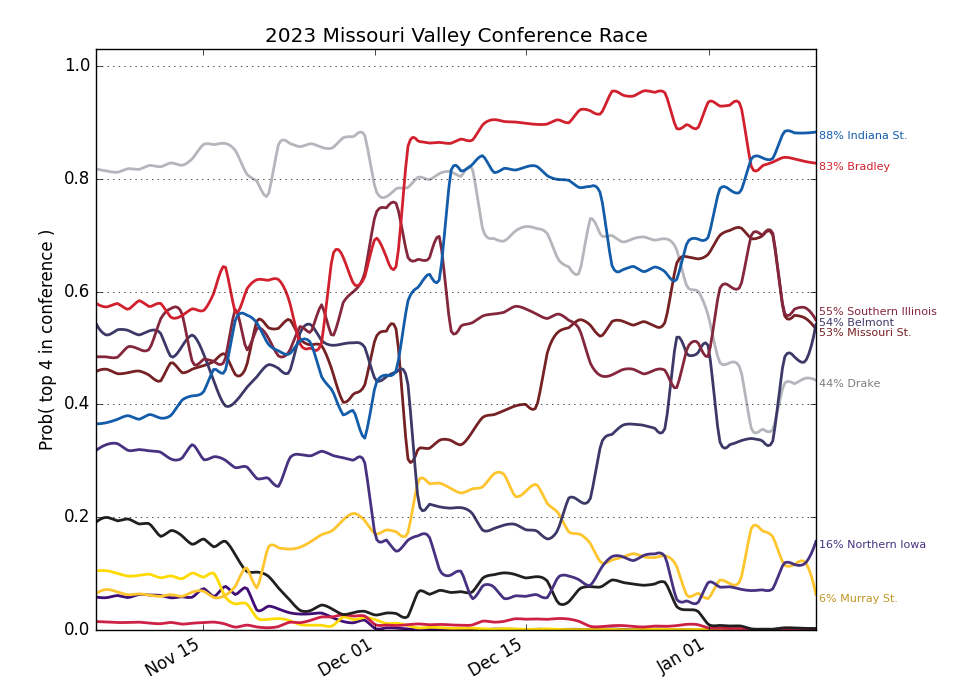 2023 Missouri Valley Conference Race
Prob( top 4 in conference )
1.0
0.8
0.6
0.4
0.2
0.0
Nov 15
Dec 01
Dec 15
Jan 01
88% Indiana St.
83% Bradley
55% Southern Illinois
54% Belmont
53% Missouri St.
44% Drake
16% Northern Iowa
6% Murray St.